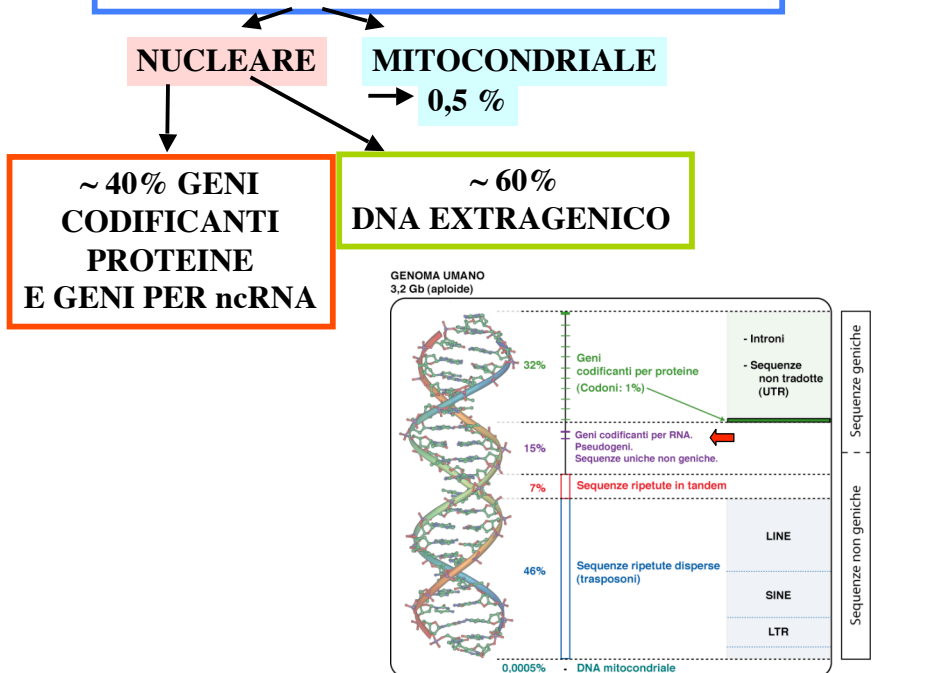 NUCLEARE
MITOCONDRIALE
0,5 %
~ 40% GENI
CODIFICANTI
PROTEINE
E GENI PER ncRNA
~ 60%
DNA EXTRAGENICO
GENOMA UMANO
3,2 Gb (aploide)
32%
Geni
codificanti per proteine
(Codoni: 1%)
- Introni
- Sequenze
non tradotte
(UTR)
Sequenze geniche
15%
Geni codificanti per RNA.
Pseudogeni.
Sequenze uniche non geniche.
7%
Sequenze ripetute in tandem
46%
Sequenze ripetute disperse
(trasposoni)
LINE
SINE
LTR
Sequenze non geniche
0,0005%
- DNA mitocondriale